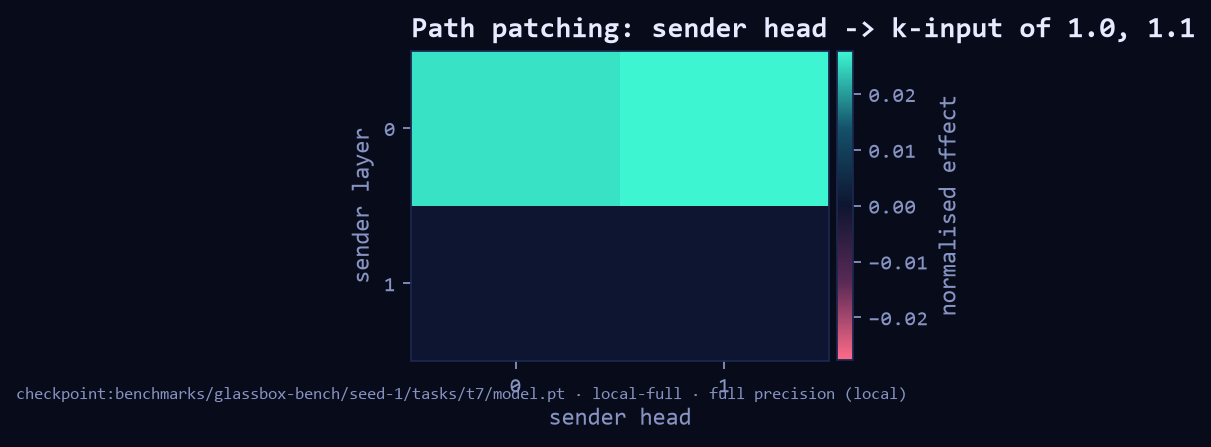 Path patching: sender head -> k-input of 1.0, 1.1
sender layer
0
1
0
1
sender head
0.02
0.01
0.00
−0.01
−0.02
normalised effect
checkpoint:benchmarks/glassbox-bench/seed-1/tasks/t7/model.pt · local-full · full precision (local)